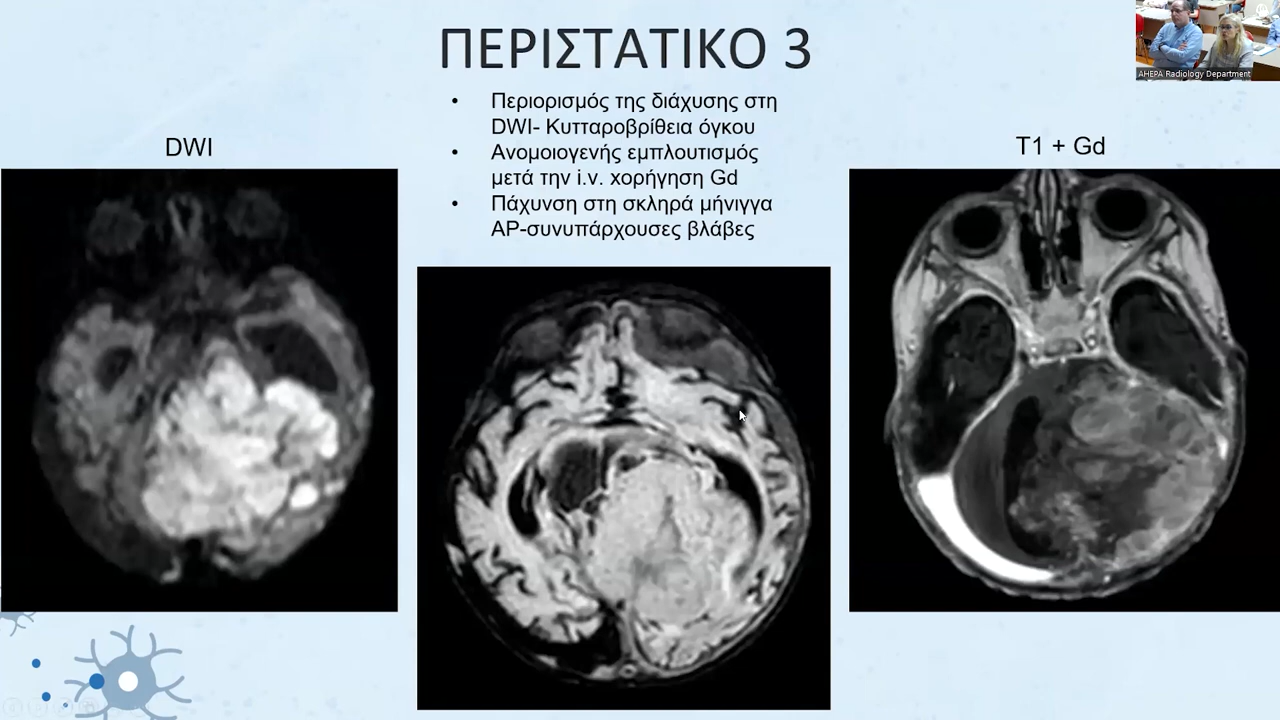 ΠΕΡΙΣΤΑΤΙΚΟ 3
AHEPA Radiology Department
• Περιορισμός της διάχυσης στη
DWI- Κυτταροβρίθεια όγκου
• Ανομοιογενής εμπλουτισμός
μετά την i.v. χορήγηση Gd
• Πάχυνση στη σκληρά μήνιγγα
ΑΡ-συνυπάρχουσες βλάβες
DWI
T1 + Gd